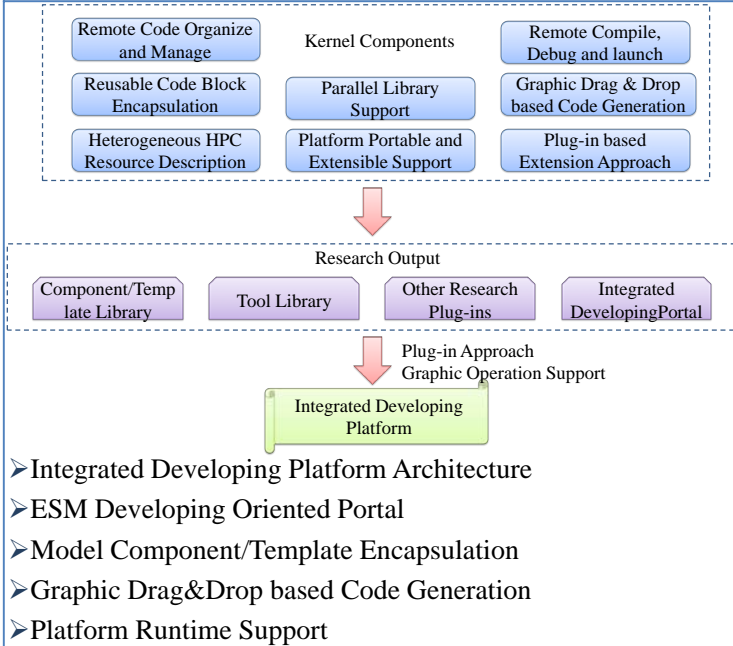 Remote Code Organize
and Manage
Kernel Components
Remote Compile,
Debug and launch
Reusable Code Block
Encapsulation
Parallel Library
Support
Graphic Drag & Drop
based Code Generation
Heterogeneous HPC
Resource Description
Platform Portable and
Extensible Support
Plug-in based
Extension Approach
Research Output
Component/Temp
late Library
Tool Library
Other Research
Plug-ins
Integrated
DevelopingPortal
Plug-in Approach
Graphic Operation Support
Integrated Developing
Platform
➢Integrated Developing Platform Architecture
➢ESM Developing Oriented Portal
➢Model Component/Template Encapsulation
➢Graphic Drag&Drop based Code Generation
➢Platform Runtime Support